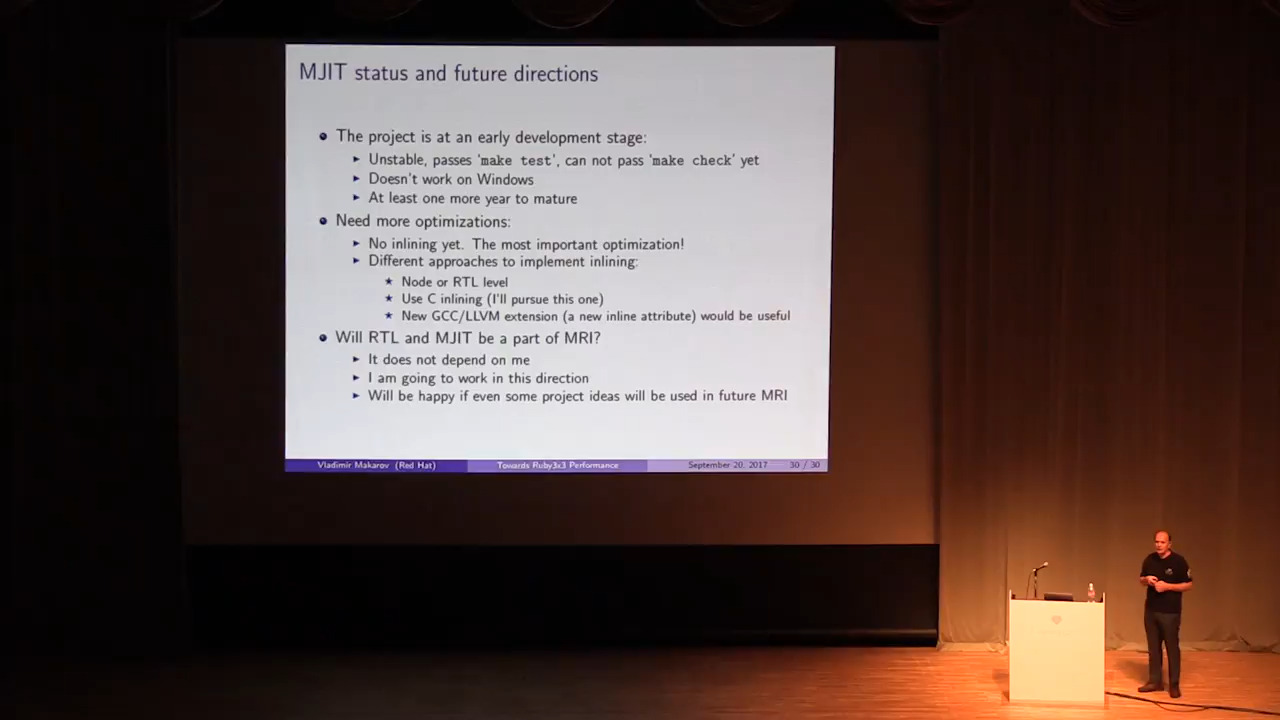 MJIT status and future directions
The project is at an early development stage:
Unstable, passes 'make test', can not pass 'make check' yet
Doesn't work on Windows
At least one more year to mature
Need more optimizations:
No inlining yet. The most important optimization!
Different approaches to implement inlining:
Node or RTL level
Use C inlining (I'll pursue this one)
New GCC/LLVM extension (a new inline attribute) would be useful
Will RTL and MJIT be a part of MRI?
It does not depend on me
I am going to work in this direction
Will be happy if even some project ideas will be used in future MRI
Vladimir Makarov (Red Hat) Towards Ruby3x3 Performance September 20, 2017 30 / 30